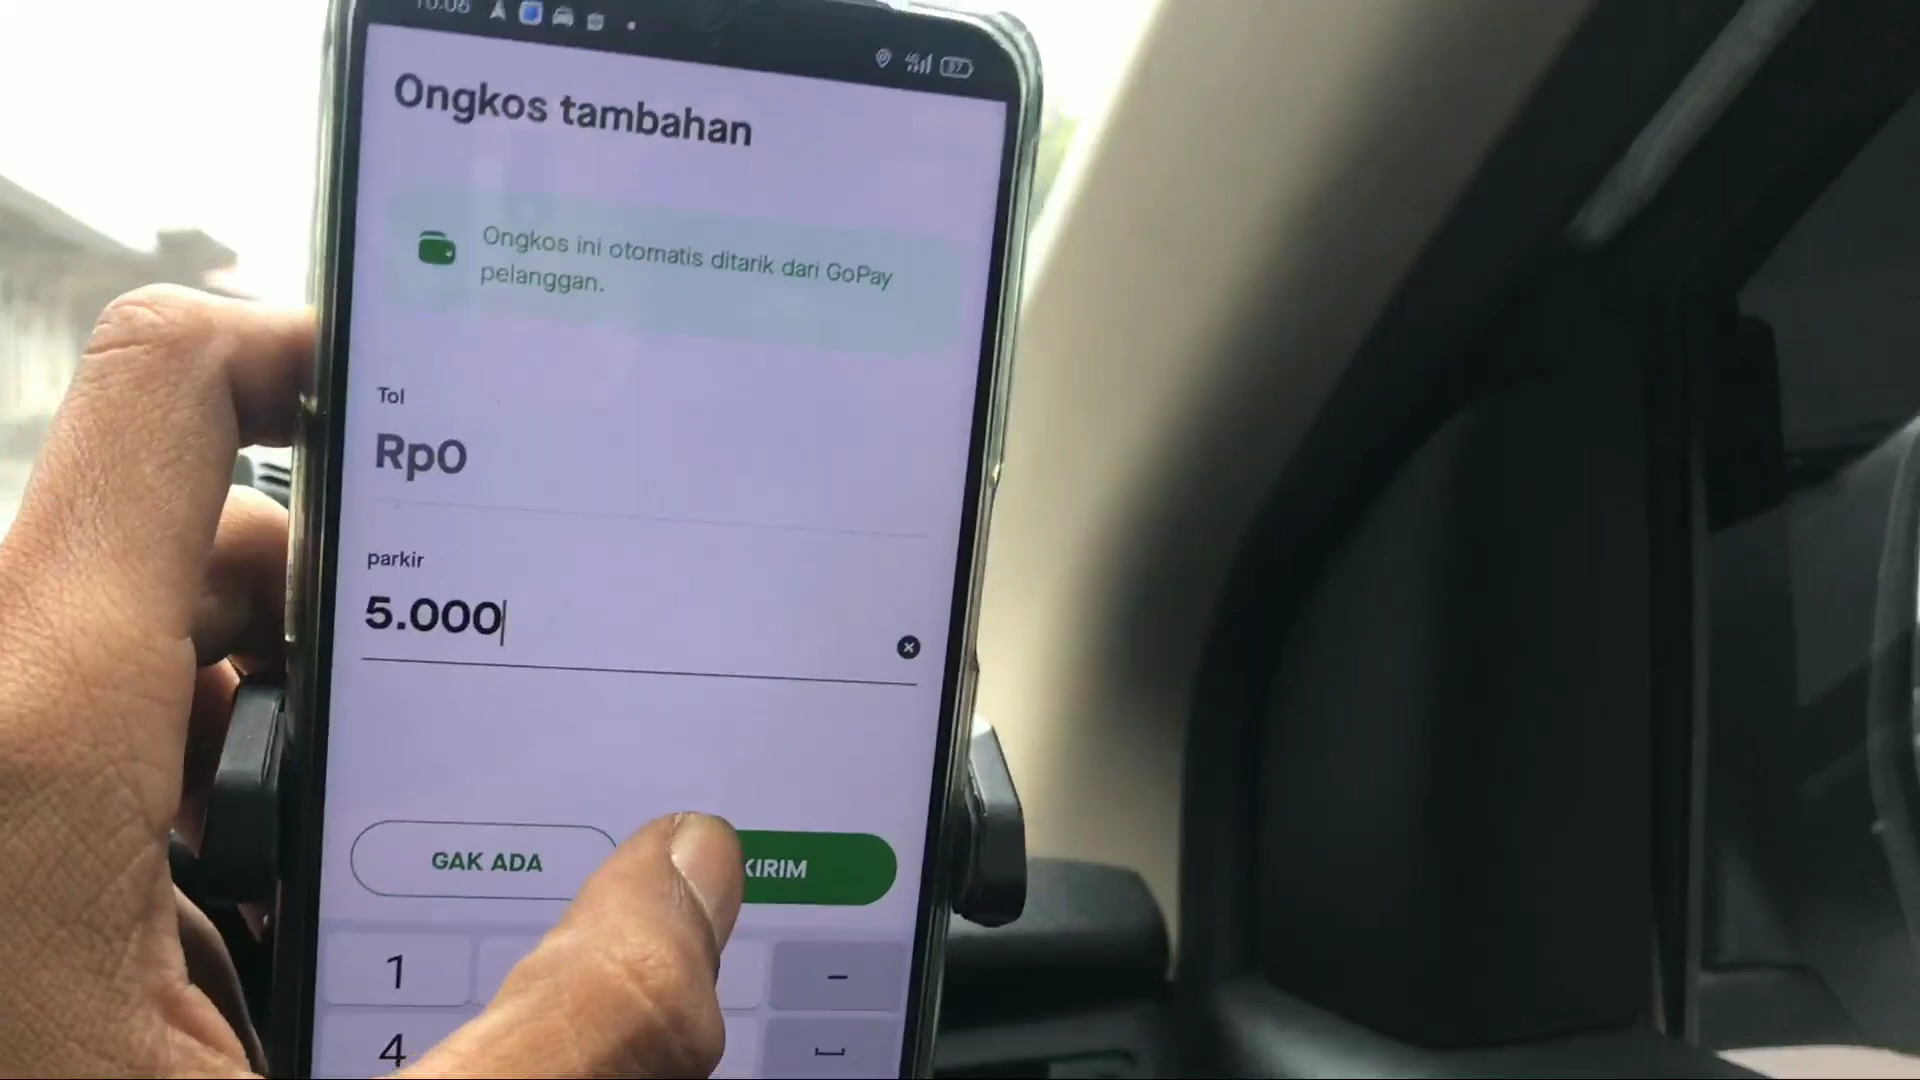 Ongkos tambahan
Ongkos ini otomatis ditarik dari GoPay
pelanggan.
Tol
Rp0
parkir
5.000
GAK ADA
KIRIM
1
-
4